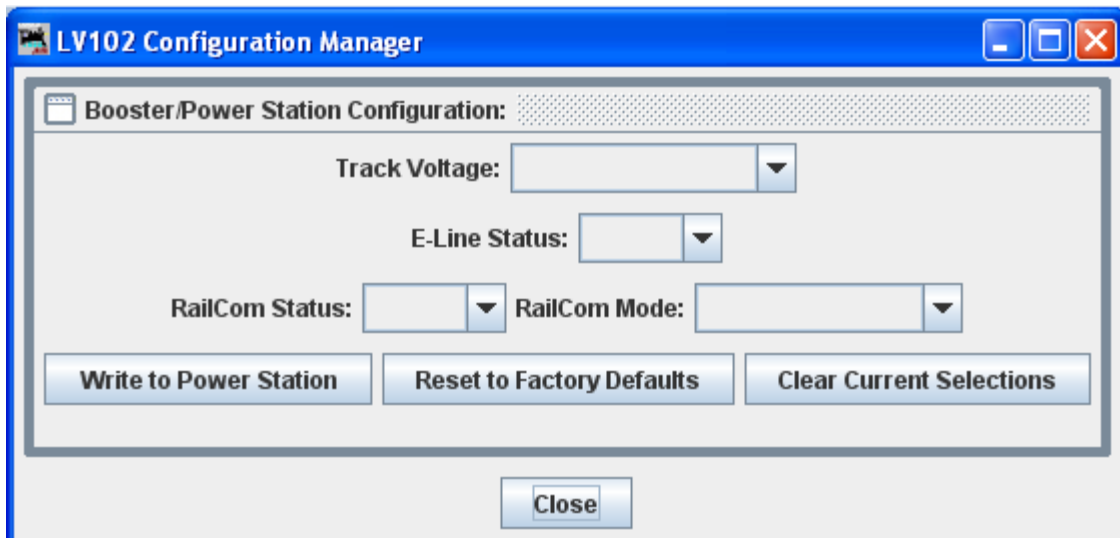 LV102 Configuration Manager
Booster/Power Station Configuration:
Track Voltage:
E-Line Status:
RailCom Status: RailCom Mode:
Write to Power Station Reset to Factory Defaults Clear Current Selections
Close